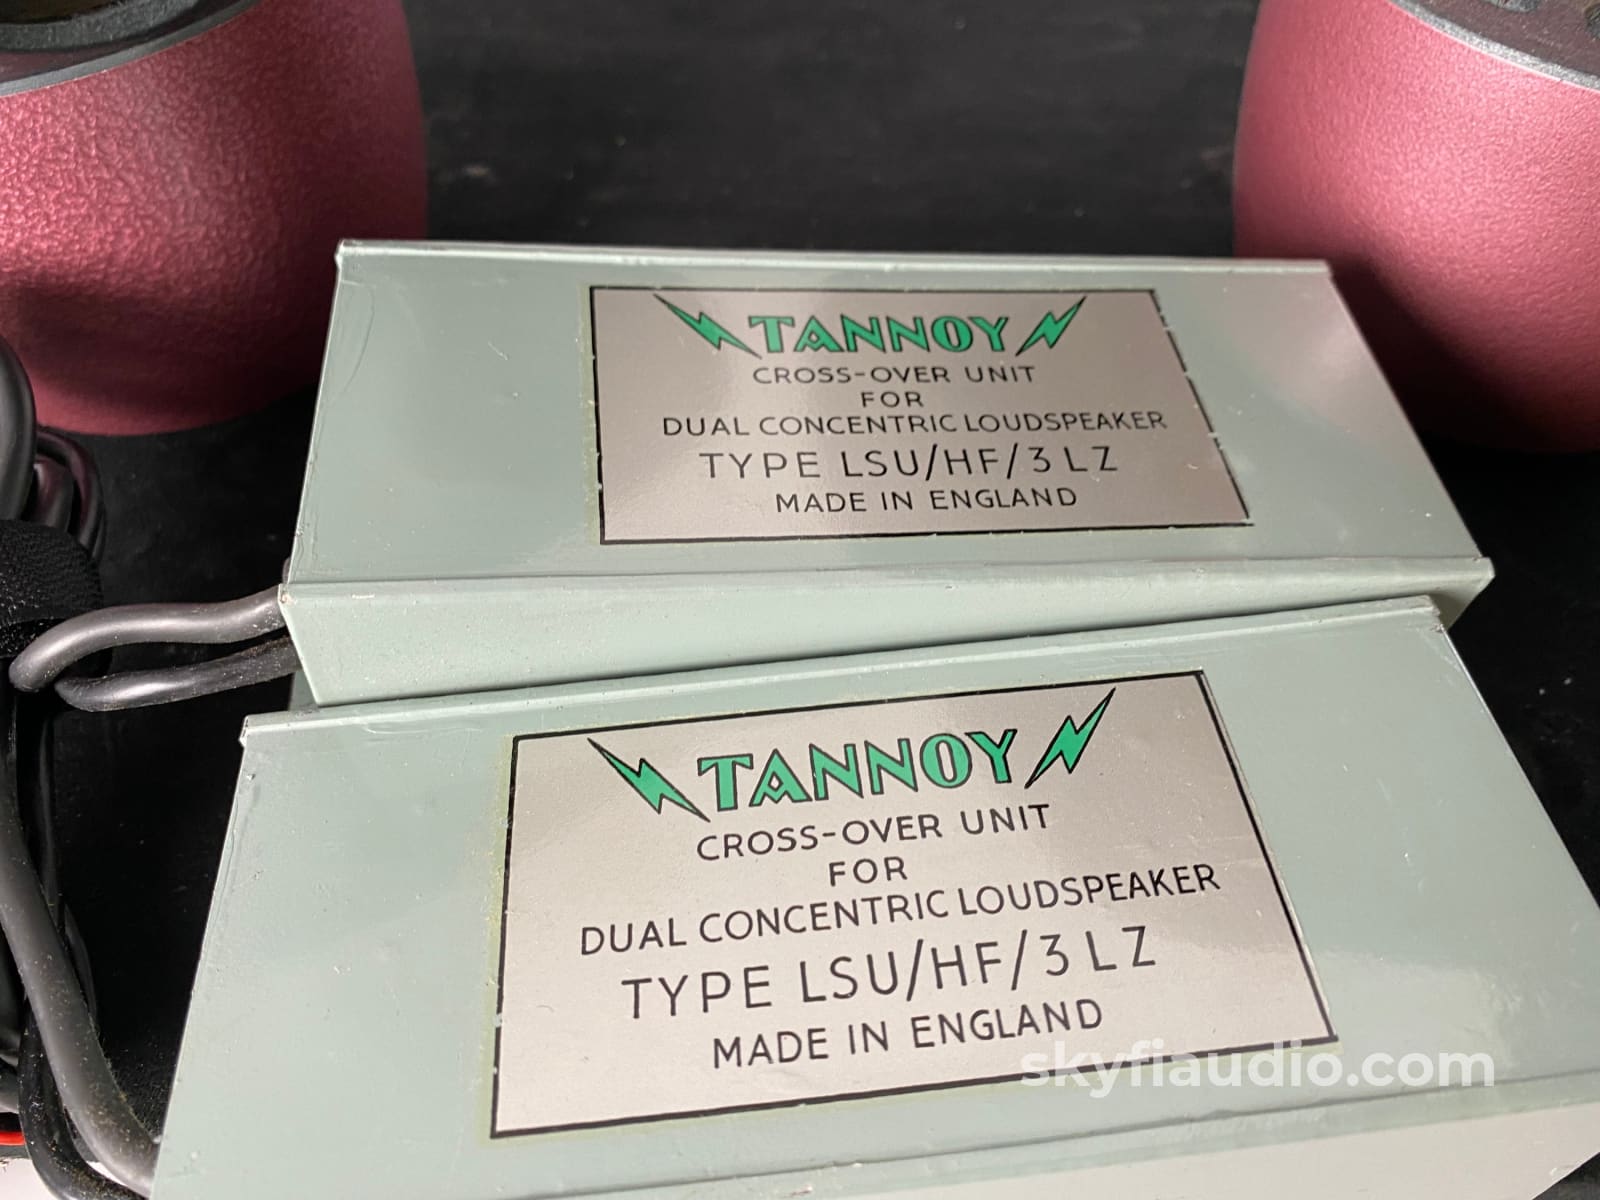 TANNOY
CROSS-OVER UNIT
FOR
DUAL CONCENTRIC LOUDSPEAKER
TYPE LSU/HF/3 LZ
MADE IN ENGLAND
TANNOY
CROSS-OVER UNIT
FOR
DUAL CONCENTRIC LOUDSPEAKER
TYPE LSU/HF/3 LZ
MADE IN ENGLAND
skyfiaudio.com